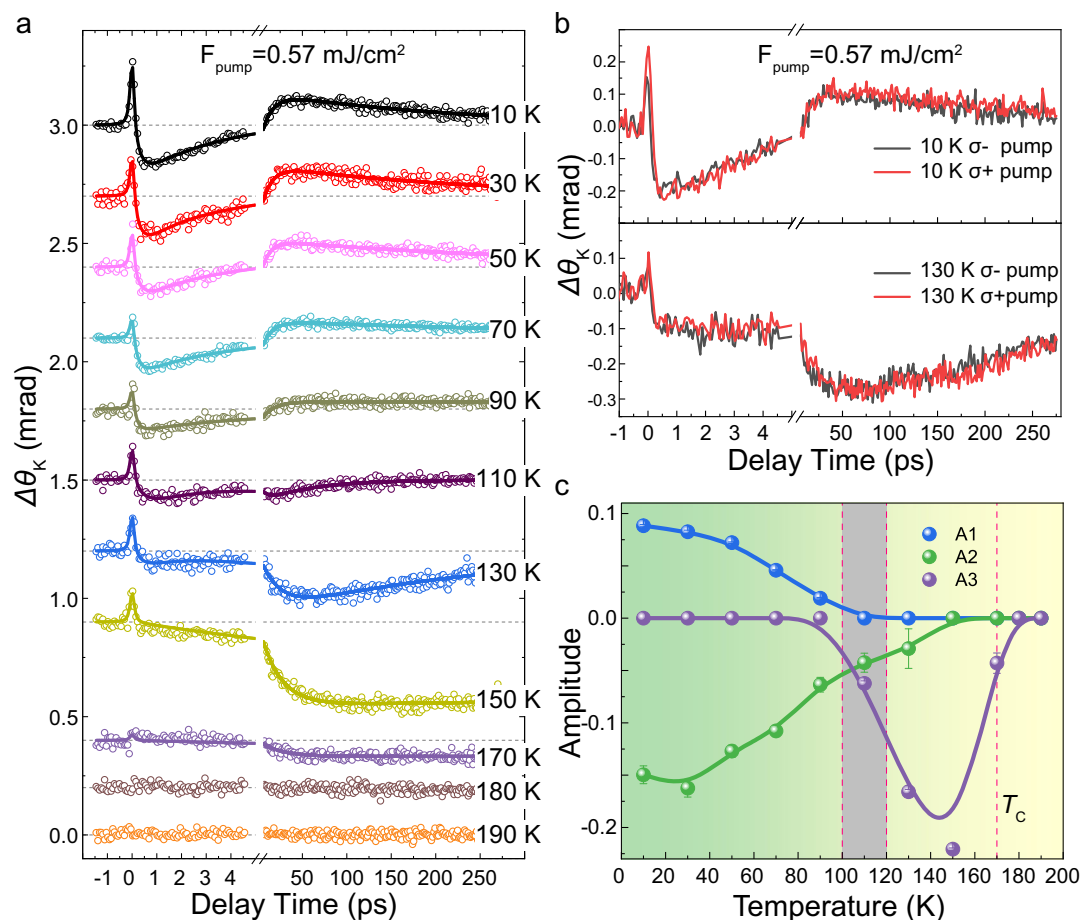 a
F_pump=0.57 mJ/cm²
3.0
2.5
2.0
1.5
1.0
0.5
0.0
Δθ_K (mrad)
10 K
30 K
50 K
70 K
90 K
110 K
130 K
150 K
170 K
180 K
190 K
-1 0 1 2 3 4 50 100 150 200 250
Delay Time (ps)
b
F_pump=0.57 mJ/cm²
0.2
0.1
0.0
-0.1
-0.2
10 K σ- pump
10 K σ+ pump
0.1
0.0
-0.1
-0.2
-0.3
130 K σ- pump
130 K σ+pump
Δθ_K (mrad)
-1 0 1 2 3 4 50 100 150 200 250
Delay Time (ps)
c
0.1
0.0
-0.1
-0.2
Amplitude
A1
A2
A3
T_C
0 20 40 60 80 100 120 140 160 180 200
Temperature (K)